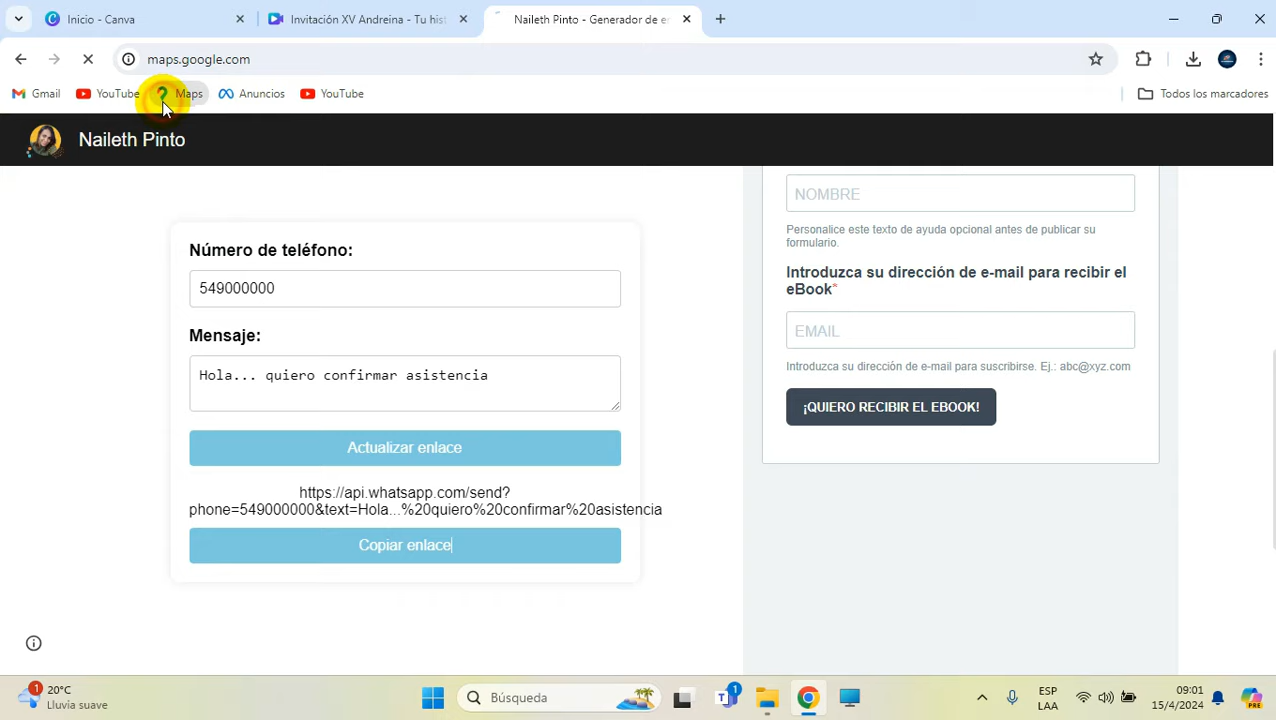 Inicio - Canva
Invitación XV Andreina - Tu his
Naileth Pinto - Generador de e
maps.google.com
Gmail
YouTube
Maps
Anuncios
YouTube
Todos los marcadores
Naileth Pinto
NOMBRE
Personalice este texto de ayuda opcional antes de publicar su
formulario.
Introduzca su dirección de e-mail para recibir el
eBook*
EMAIL
Introduzca su dirección de e-mail para suscribirse. Ej.: abc@xyz.com
¡QUIERO RECIBIR EL EBOOK!
Número de teléfono:
549000000
Mensaje:
Hola... quiero confirmar asistencia
Actualizar enlace
https://api.whatsapp.com/send?
phone=549000000&text=Hola...%20quiero%20confirmar%20asistencia
Copiar enlace
1
20°C
Lluvia suave
Búsqueda
1
ESP
LAA
09:01
15/4/2024
PRE